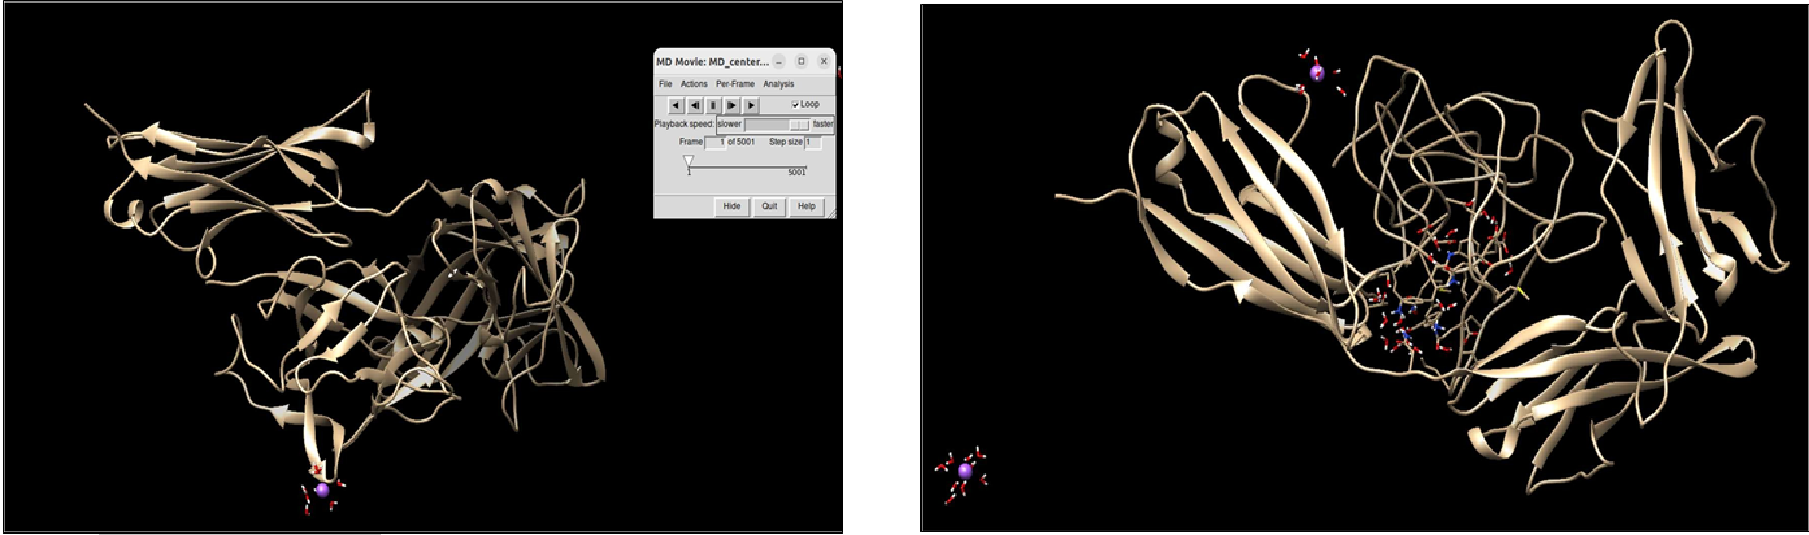 MD Movie: MD_center...
File Actions Per-Frame Analysis
Loop
Playback speed: slower faster
Frame 1 of 5001 Step size 1
1 5001
Hide Quit Help